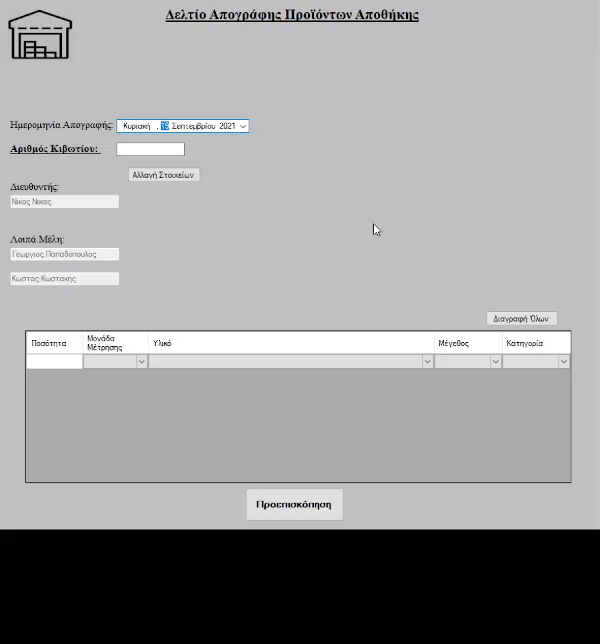 Δελτίο Απογράφης Προϊόντων Αποθήκης
Ημερομηνία Απογραφής: Κυριακή , 19 Σεπτεμβρίου 2021
Αριθμός Κιβωτίου:
Αλλαγή Στοιχείων
Διευθυντής:
Νικος Νικας
Λοιπά Μέλη:
Γεωργιος Παπαδοπουλος
Κωστας Κωστακης
Διαγραφή Όλων
Ποσότητα Μονάδα Μέτρησης Υλικό Μέγεθος Κατηγορία
Προεπισκόπηση